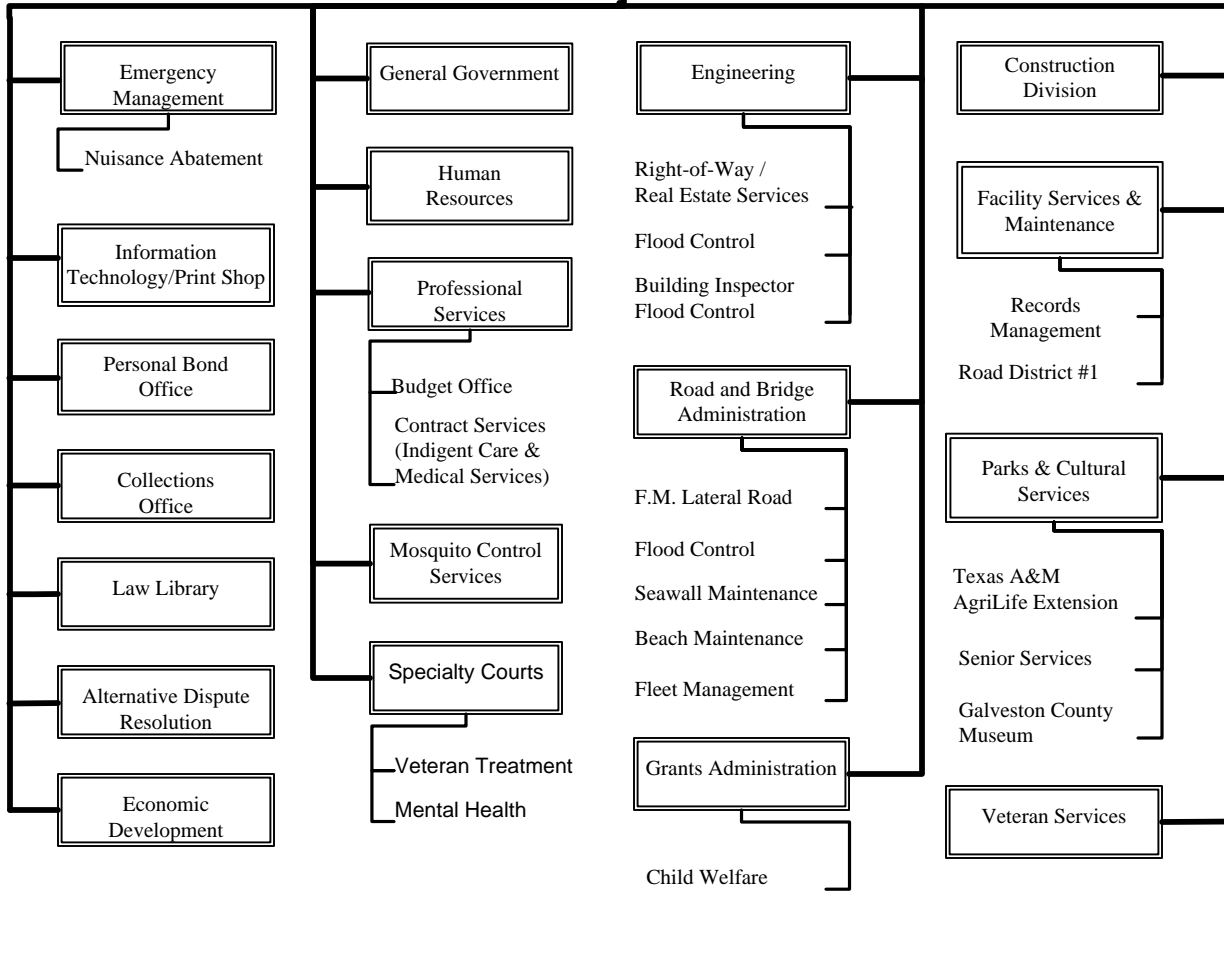 Emergency
Management
Nuisance Abatement
Information
Technology/Print Shop
Personal Bond
Office
Collections
Office
Law Library
Alternative Dispute
Resolution
Economic
Development
General Government
Human
Resources
Professional
Services
Budget Office
Contract Services
(Indigent Care &
Medical Services)
Mosquito Control
Services
Specialty Courts
Veteran Treatment
Mental Health
Engineering
Right-of-Way /
Real Estate Services
Flood Control
Building Inspector
Flood Control
Road and Bridge
Administration
F.M. Lateral Road
Flood Control
Seawall Maintenance
Beach Maintenance
Fleet Management
Grants Administration
Child Welfare
Construction
Division
Facility Services &
Maintenance
Records
Management
Road District #1
Parks & Cultural
Services
Texas A&M
AgriLife Extension
Senior Services
Galveston County
Museum
Veteran Services